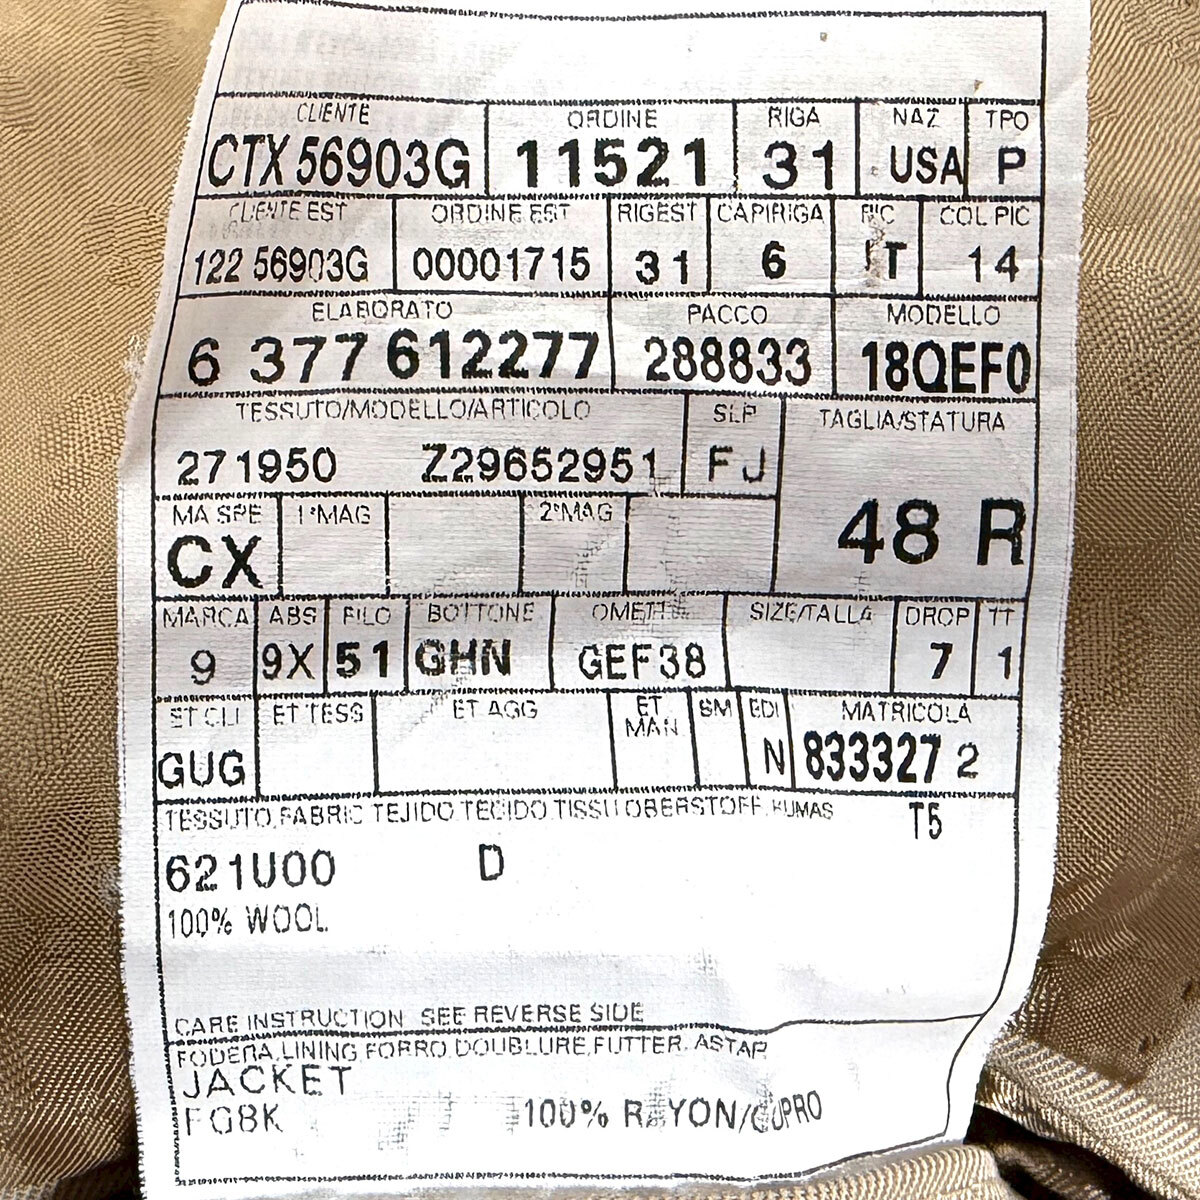 CLIENTE ORDINE RIGA NAZ TPO
CTX 56903G 11521 31 USA P
CLIENTE EST ORDINE EST RIGEST CAPIRIGA PIC COL PIC
122 56903G 00001715 31 6 IT 14
ELABORATO PACCO MODELLO
6 377 612277 288833 18QEF0
TESSUTO/MODELLO/ARTICOLO SLP TAGLIA/STATURA
271950 Z29652951 FJ
48 R
MA SPE 1°MAG 2°MAG
CX
MARCA ABS FILO BOTTONE OMETTI SIZE/TALLA DROP TT
9 9X 51 GHN GEF38 7 1
ET CLI ET TESS ET AGG ET MAN BM EDI MATRICOLA
GUG N 833327 2
TESSUTO,FABRIC,TEJIDO,TECIDO,TISSU,OBERSTOFF,KUMAS T5
621U00 D
100% WOOL
CARE INSTRUCTION SEE REVERSE SIDE
FODERA,LINING,FORRO,DOUBLURE,FUTTER,ASTAR
JACKET
FG8K 100% RAYON/CUPRO